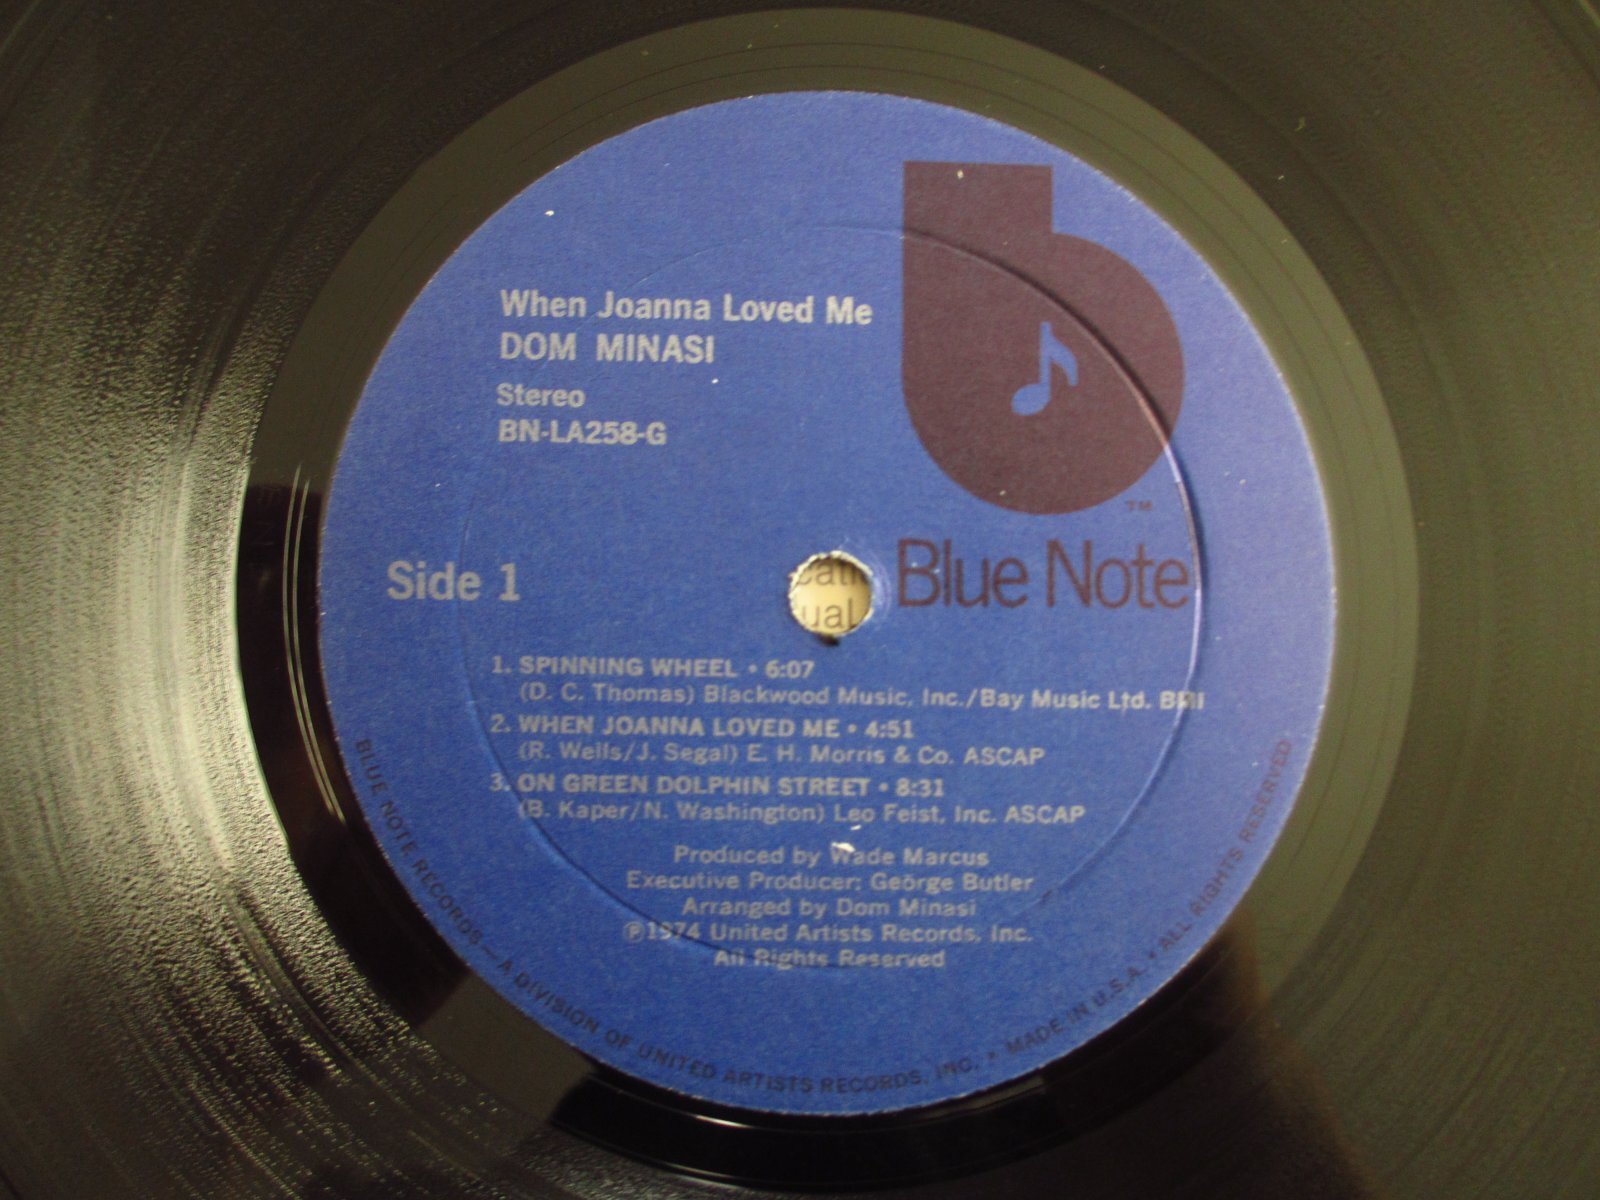 When Joanna Loved Me
DOM MINASI
Stereo
BN-LA258-G
TM
Blue Note
Side 1
1. SPINNING WHEEL • 6:07
(D. C. Thomas) Blackwood Music, Inc./Bay Music Ltd. BMI
2. WHEN JOANNA LOVED ME • 4:51
(R. Wells/J. Segal) E. H. Morris & Co. ASCAP
3. ON GREEN DOLPHIN STREET • 8:31
(B. Kaper/N. Washington) Leo Feist, Inc. ASCAP
Produced by Wade Marcus
Executive Producer: George Butler
Arranged by Dom Minasi
℗1974 United Artists Records, Inc.
All Rights Reserved
BLUE NOTE RECORDS—A DIVISION OF UNITED ARTISTS RECORDS, INC. • MADE IN U.S.A. • ALL RIGHTS RESERVED